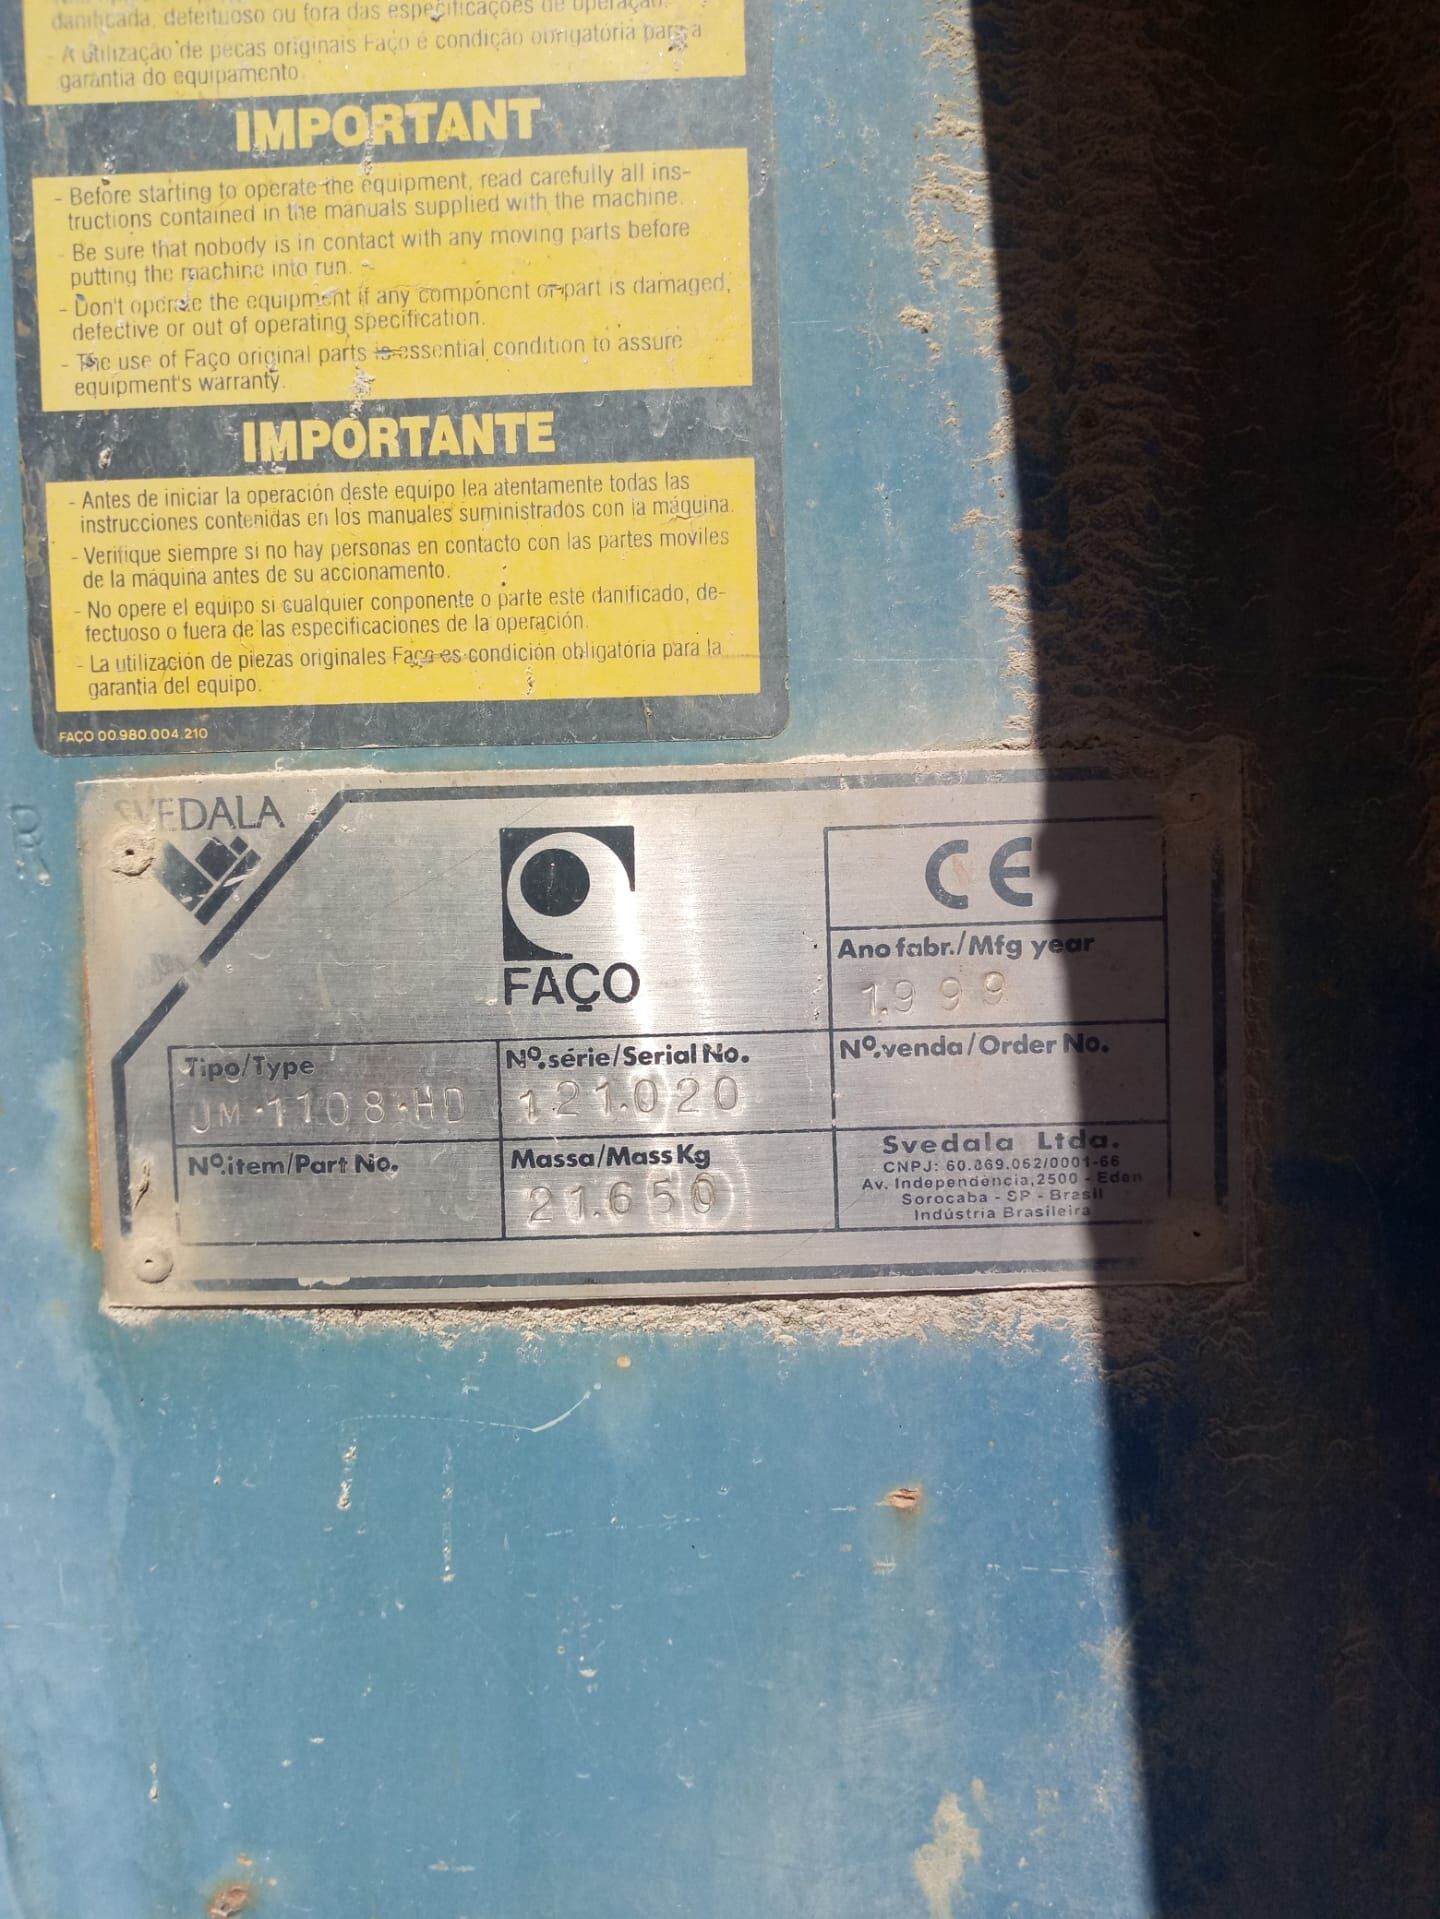 danificada, defeituoso ou fora das especificações de operação.
- A utilização de peças originais Faço é condição obrigatória para a
garantia do equipamento.
IMPORTANT
- Before starting to operate the equipment, read carefully all ins-
tructions contained in the manuals supplied with the machine.
- Be sure that nobody is in contact with any moving parts before
putting the machine into run.
- Don't operate the equipment if any component or part is damaged,
defective or out of operating specification.
- The use of Faço original parts is essential condition to assure
equipment's warranty.
IMPORTANTE
- Antes de iniciar la operación deste equipo lea atentamente todas las
instrucciones contenidas en los manuales suministrados con la máquina.
- Verifique siempre si no hay personas en contacto con las partes moviles
de la máquina antes de su accionamento.
- No opere el equipo si cualquier conponente o parte esté danificado, de-
fectuoso o fuera de las especificaciones de la operación.
- La utilización de piezas originales Faço es condición obligatória para la
garantia del equipo.
FAÇO 00.980.004.210
SVEDALA
FAÇO
CE
Ano fabr./Mfg year
1.999
Tipo/Type
JM.1108.HD
Nº.série/Serial No.
121.020
Nº.venda/Order No.
Nº.item/Part No.
Massa/Mass Kg
21.650
Svedala Ltda.
CNPJ: 60.869.062/0001-66
Av. Independência,2500 - Eden
Sorocaba - SP - Brasil
Indústria Brasileira